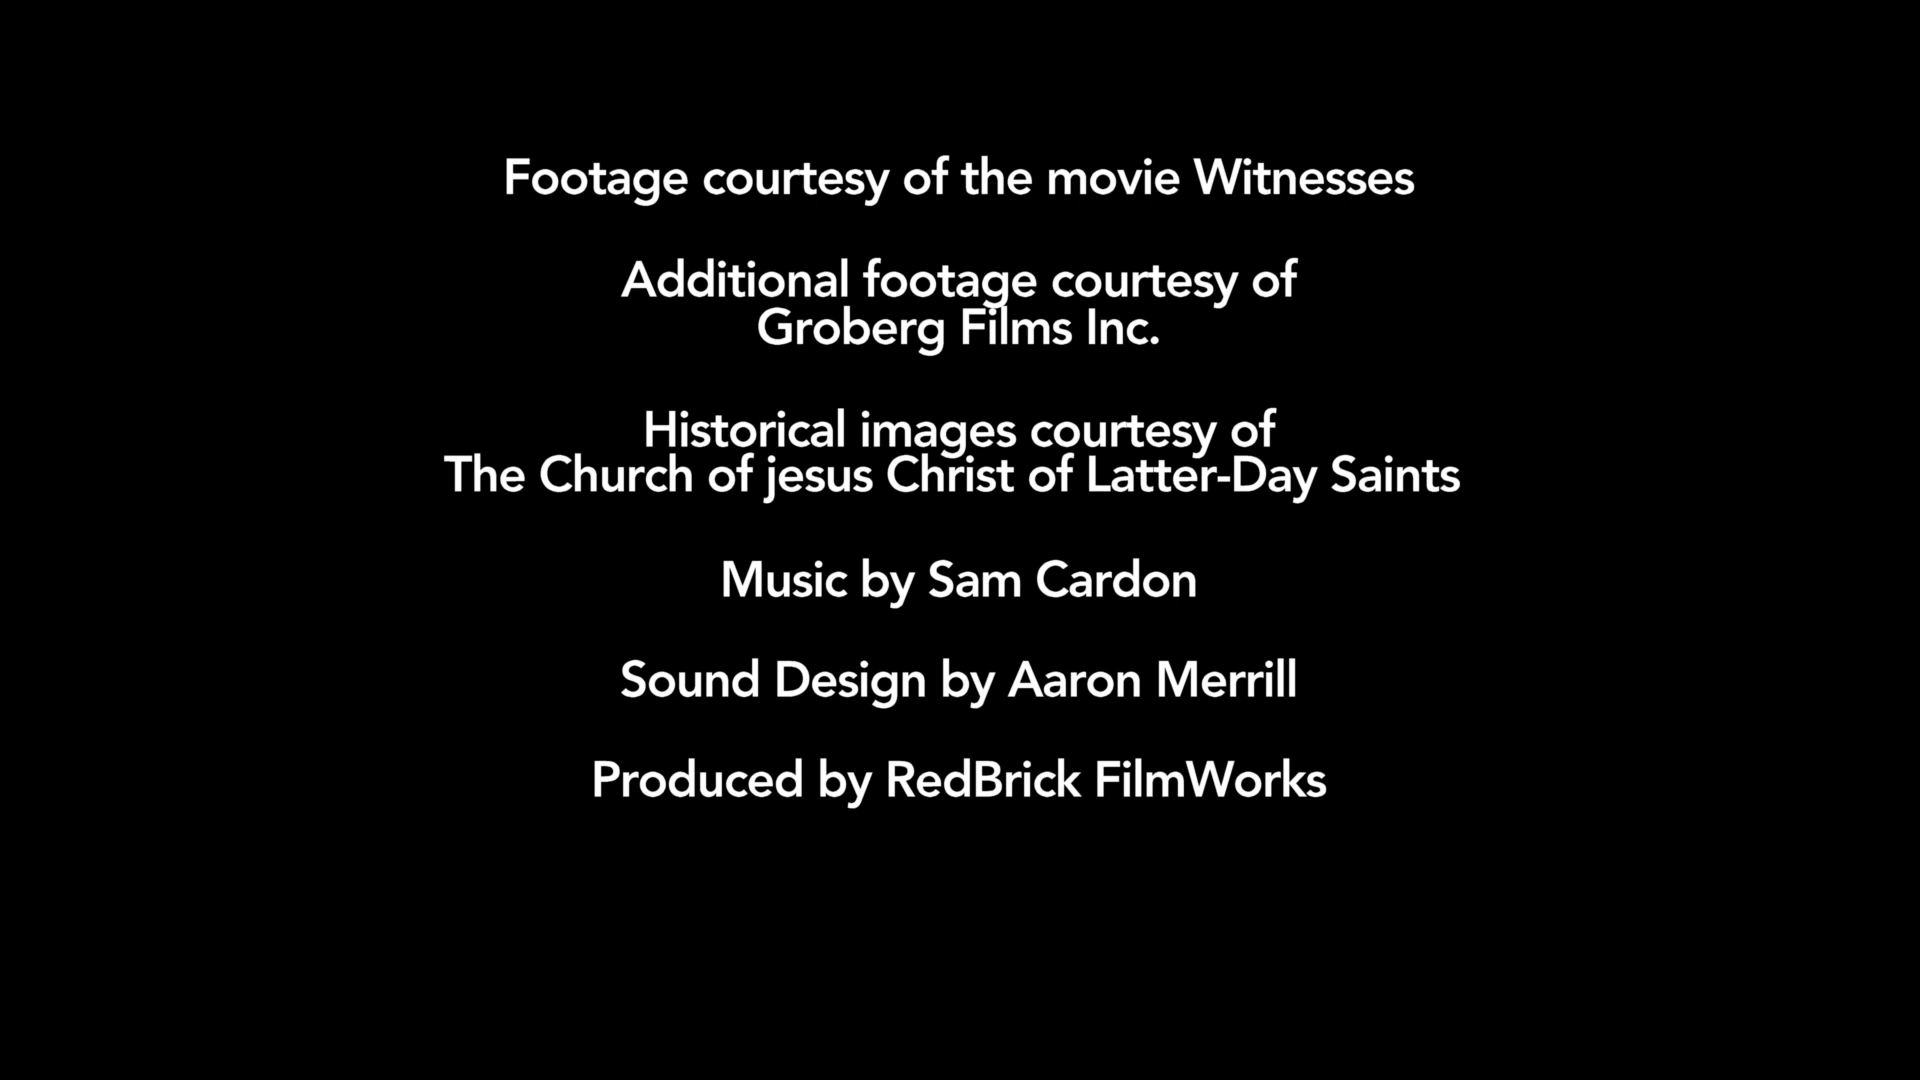 Footage courtesy of the movie Witnesses
Additional footage courtesy of
Groberg Films Inc.
Historical images courtesy of
The Church of jesus Christ of Latter-Day Saints
Music by Sam Cardon
Sound Design by Aaron Merrill
Produced by RedBrick FilmWorks